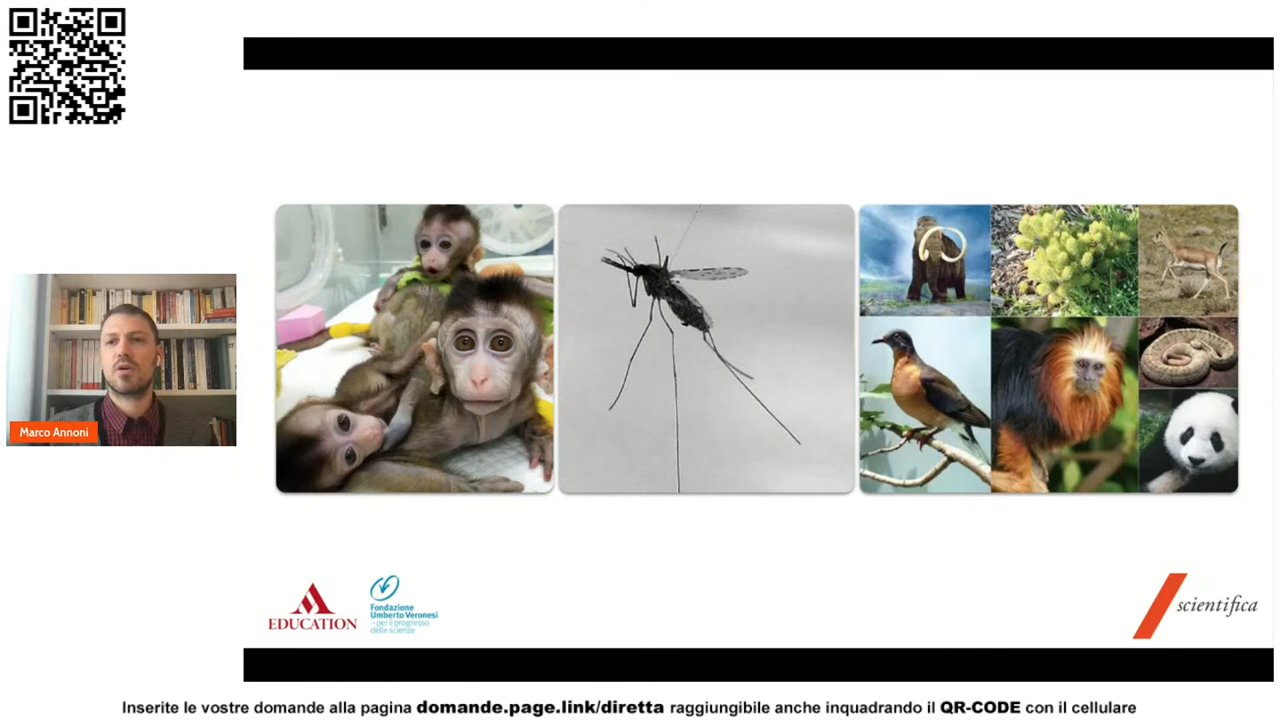 Marco Annoni
EDUCATION
Fondazione
Umberto Veronesi
–per il progresso
delle scienze
scientifica
Inserite le vostre domande alla pagina domande.page.link/diretta raggiungibile anche inquadrando il QR-CODE con il cellulare